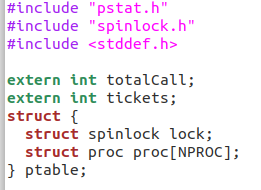 #include "pstat.h"
#include "spinlock.h"
#include <stddef.h>
extern int totalCall;
extern int tickets;
struct {
  struct spinlock lock;
  struct proc proc[NPROC];
} ptable;